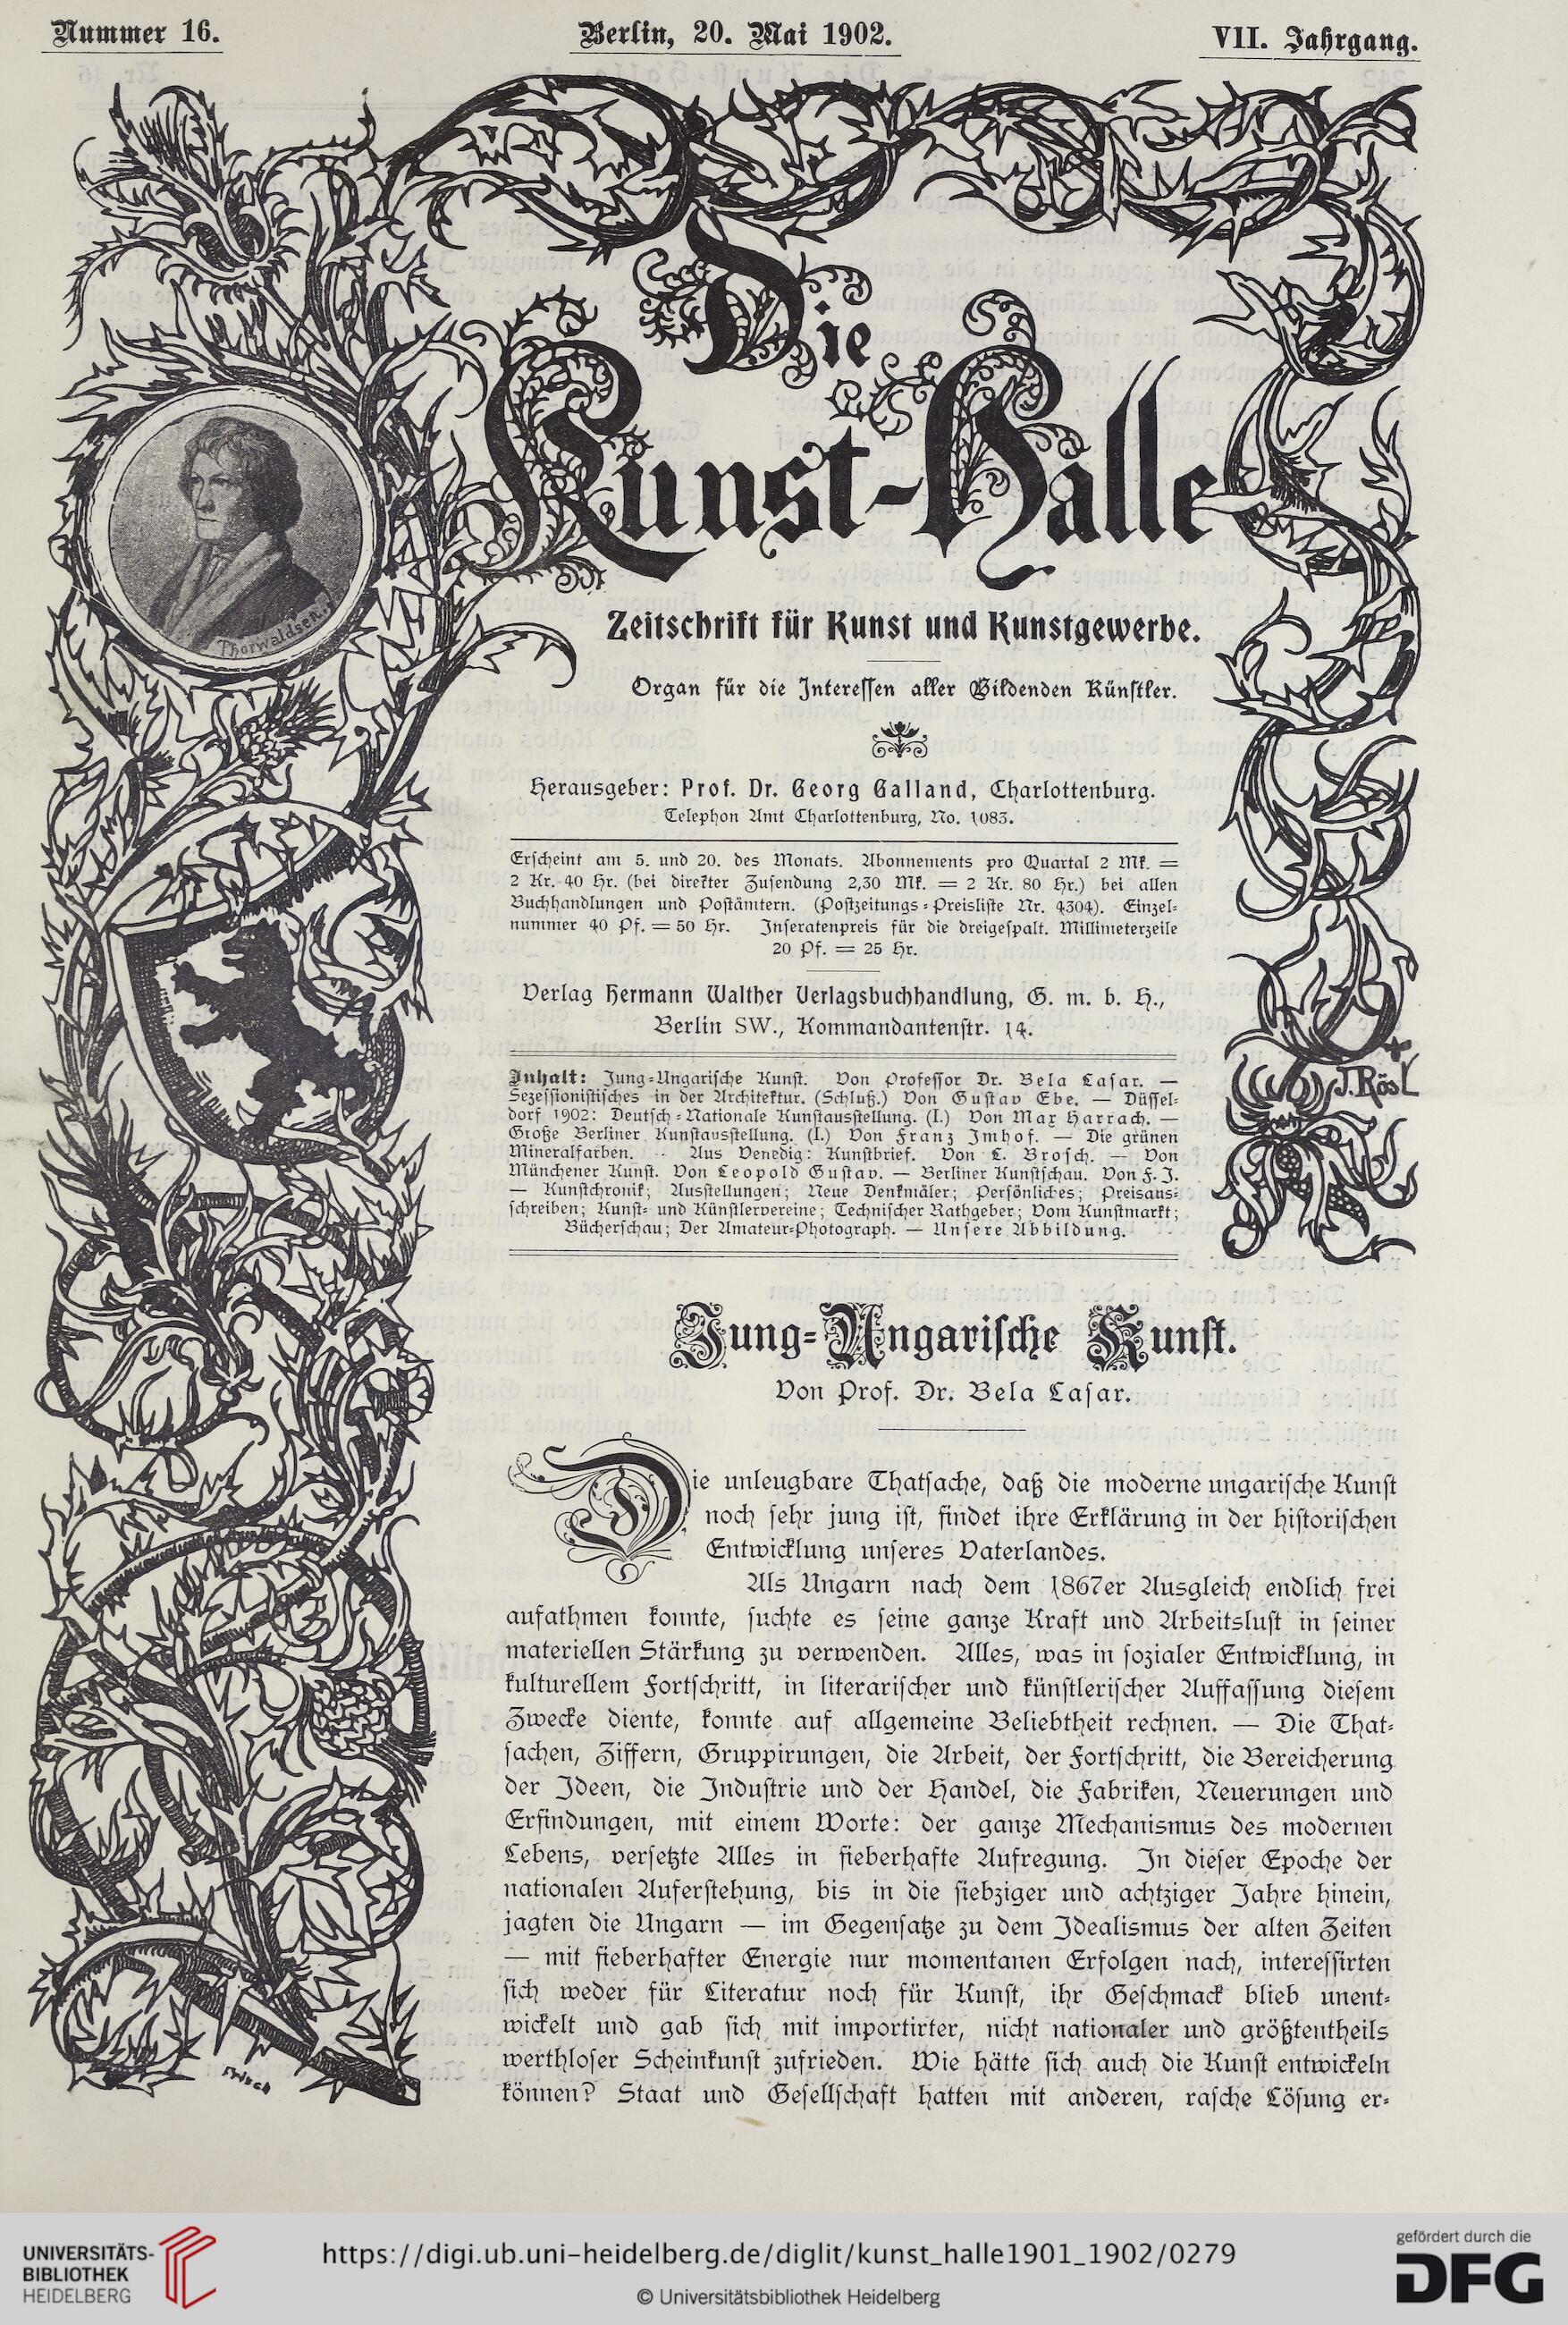 Nummer 16.
Berlin, 20. Mai 1902.
VII. Jahrgang.
Die
Kunst-Halle
Thorwaldsen.
Zeitschrift für Kunst und Kunstgewerbe.
Organ für die Intereſſen aller Bildenden Künſtler.
Herausgeber: Prof. Dr. Georg Galland, Charlottenburg.
Telephon Amt Charlottenburg, No. 1083.
Erſcheint am 5. und 20. des Monats. Abonnements pro Quartal 2 Mk. =
2 Kr. 40 Hr. (bei direkter Zuſendung 2,30 Mk. = 2 Kr. 80 Hr.) bei allen
Buchhandlungen und Poſtämtern. (Poſtzeitungs-Preisliſte Nr. 4304). Einzel-
nummer 40 Pf. = 50 Hr. Inſeratenpreis für die dreigeſpalt. Millimeterzeile
20 Pf. = 25 Hr.
Verlag Hermann Walther Verlagsbuchhandlung, G. m. b. H.,
Berlin SW., Kommandantenſtr. 14.
Inhalt: Jung-Ungariſche Kunst. Von Profeſſor Dr. Bela Laſar. —
Sezeſſioniſtiſches in der Architektur. (Schluß.) Von Guſtav Ebe. — Düſſel-
dorf 1902: Deutſch-Nationale Kunſtausſtellung. (I.) Von Max Harrach. —
Große Berliner Kunſtausſtellung. (I.) Von Franz Imhof. — Die grünen
Mineralfarben. — Aus Venedig: Kunſtbrief. Von L. Broſch. — Von
Münchener Kunſt. Von Leopold Guſtav. — Berliner Kunſtſchau. Von F. J.
— Kunſtchronik; Ausſtellungen; Neue Denkmäler; Perſönliches; Preisaus-
ſchreiben; Kunſt- und Künſtlervereine; Techniſcher Rathgeber; Vom Kunſtmarkt;
Bücherſchau; Der Amateur-Photograph. — Unſere Abbildung.
J. Rösl
Jung-Ungariſche Kunſt.
Von Prof. Dr. Bela Laſar.
Die unleugbare Thatſache, daß die moderne ungariſche Kunſt
noch ſehr jung iſt, findet ihre Erklärung in der hiſtoriſchen
Entwicklung unſeres Vaterlandes.
Als Ungarn nach dem 1867er Ausgleich endlich frei
aufathmen konnte, ſuchte es ſeine ganze Kraft und Arbeitsluſt in ſeiner
materiellen Stärkung zu verwenden. Alles, was in ſozialer Entwicklung, in
kulturellem Fortſchritt, in literariſcher und künſtleriſcher Auffaſſung dieſem
Zwecke diente, konnte auf allgemeine Beliebtheit rechnen. — Die That-
ſachen, Ziffern, Gruppirungen, die Arbeit, der Fortſchritt, die Bereicherung
der Ideen, die Induſtrie und der Handel, die Fabriken, Neuerungen und
Erfindungen, mit einem Worte: der ganze Mechanismus des modernen
Lebens, verſetzte Alles in fieberhafte Aufregung. In dieſer Epoche der
nationalen Auferſtehung, bis in die ſiebziger und achtziger Jahre hinein,
jagten die Ungarn — im Gegenſatze zu dem Idealismus der alten Zeiten
— mit fieberhafter Energie nur momentanen Erfolgen nach, intereſſirten
ſich weder für Literatur noch für Kunſt, ihr Geſchmack blieb unent-
wickelt und gab ſich mit importirter, nicht nationaler und größtentheils
werthloſer Scheinkunſt zufrieden. Wie hätte ſich auch die Kunſt entwickeln
können? Staat und Geſellſchaft hatten mit anderen, raſche Löſung er-
Frisch
UNIVERSITÄTS-
BIBLIOTHEK
HEIDELBERG
https://digi.ub.uni-heidelberg.de/diglit/kunst_halle1901_1902/0279
© Universitätsbibliothek Heidelberg
gefördert durch die
DFG